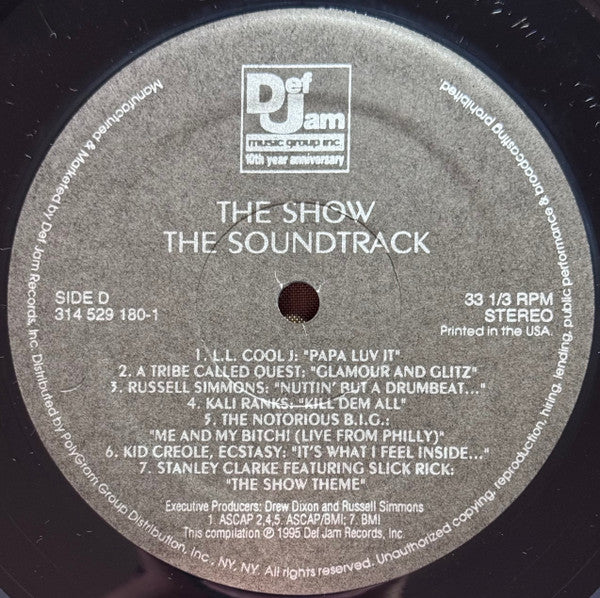 Def
Jam
music group inc.
10th year anniversary
THE SHOW
THE SOUNDTRACK
SIDE D
314 529 180-1
33 1/3 RPM
STEREO
Printed in the USA.
1. L.L. COOL J: "PAPA LUV IT"
2. A TRIBE CALLED QUEST: "GLAMOUR AND GLITZ"
3. RUSSELL SIMMONS: "NUTTIN' BUT A DRUMBEAT..."
4. KALI RANKS: "KILL DEM ALL"
5. THE NOTORIOUS B.I.G.:
"ME AND MY BITCH! (LIVE FROM PHILLY)
6. KID CREOLE, ECSTASY: "IT'S WHAT I FEEL INSIDE..."
7. STANLEY CLARKE FEATURING SLICK RICK:
"THE SHOW THEME"
Executive Producers: Drew Dixon and Russell Simmons
1. ASCAP 2,4,5. ASCAP/BMI; 7. BMI
This compilation ℗ 1995 Def Jam Records, Inc.
Manufactured & Marketed by Def Jam Records, Inc. Distributed by PolyGram Group Distribution, Inc., NY, NY. All rights reserved. Unauthorized copying, reproduction, hiring, lending, public performance & broadcasting prohibited.